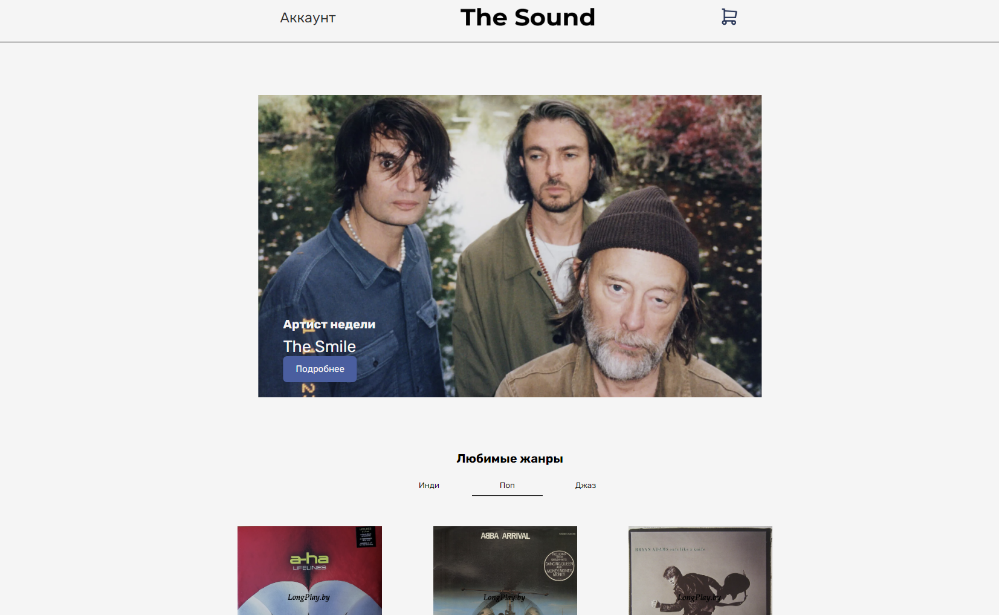 Аккаунт
The Sound
Артист недели
The Smile
Подробнее
Любимые жанры
Инди
Поп
Джаз
a-ha
LIFELINES
LongPlay.by
ABBA ARRIVAL
LongPlay.by
LongPlay.by